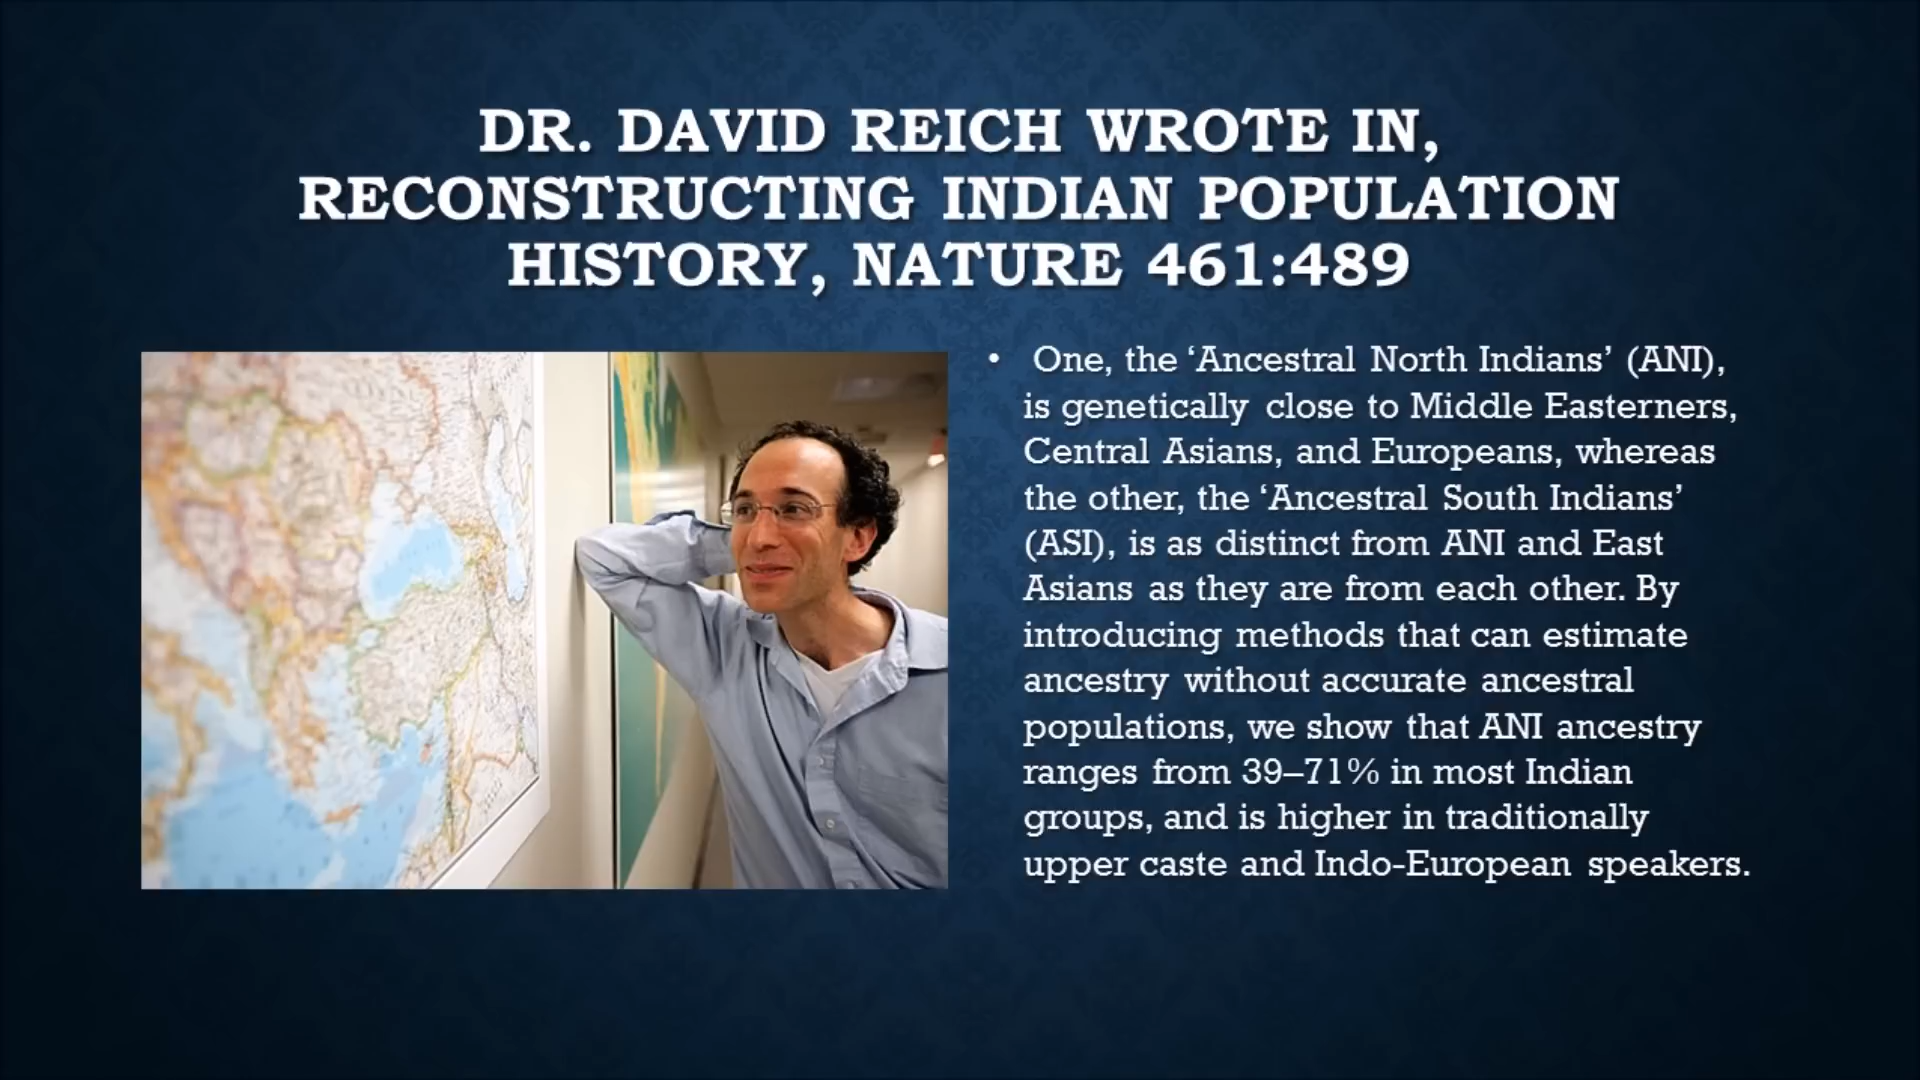 DR. DAVID REICH WROTE IN,
RECONSTRUCTING INDIAN POPULATION
HISTORY, NATURE 461:489
• One, the ‘Ancestral North Indians’ (ANI),
is genetically close to Middle Easterners,
Central Asians, and Europeans, whereas
the other, the ‘Ancestral South Indians’
(ASI), is as distinct from ANI and East
Asians as they are from each other. By
introducing methods that can estimate
ancestry without accurate ancestral
populations, we show that ANI ancestry
ranges from 39–71% in most Indian
groups, and is higher in traditionally
upper caste and Indo-European speakers.